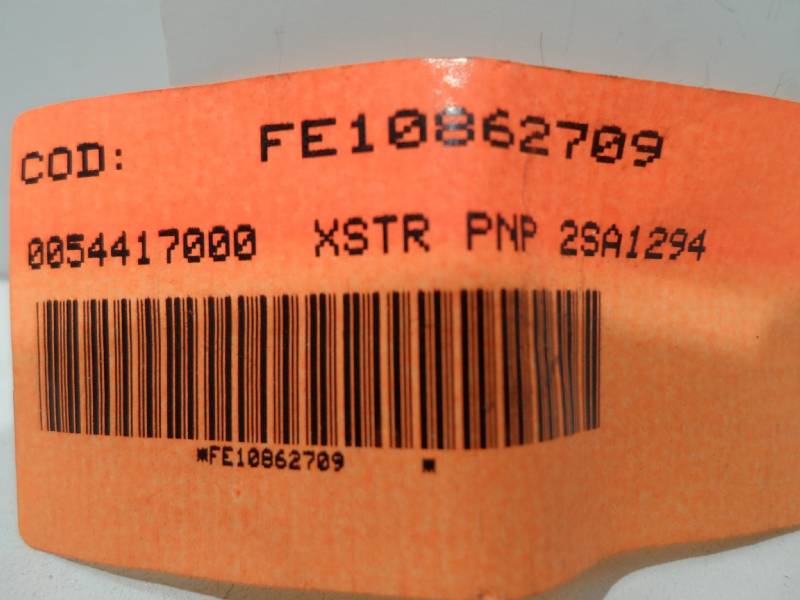 COD: FE10862709
0054417000 XSTR PNP 2SA1294
*FE10862709 *